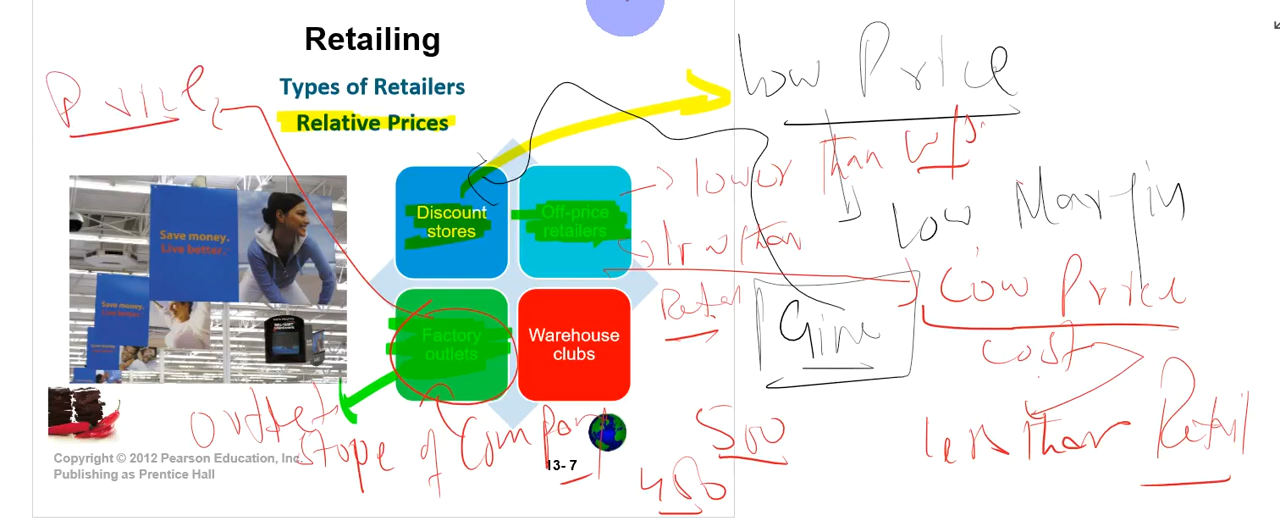 Retailing
Types of Retailers
Relative Prices
Price
Low Price
lower than w/s
Low Margin
Discount
stores
Off-price
retailers
Save money.
Live better.
than
Retail
Low Price
cost
less than Retail
Save money.
Live better.
Factory
outlets
Warehouse
clubs
outlet
of Company
500
450
Copyright © 2012 Pearson Education, Inc.
Publishing as Prentice Hall
13- 7